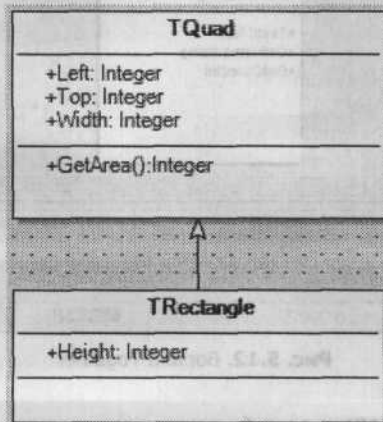 TQuad
+Left: Integer
+Top: Integer
+Width: Integer
+GetArea():Integer
TRectangle
+Height: Integer